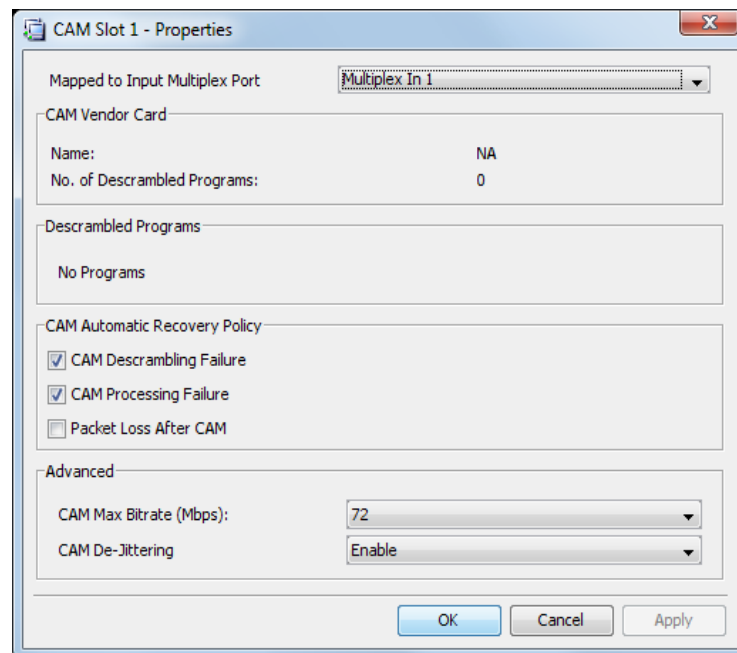 CAM Slot 1 - Properties
Mapped to Input Multiplex Port Multiplex In 1
CAM Vendor Card
Name: NA
No. of Descrambled Programs: 0
Descrambled Programs
No Programs
CAM Automatic Recovery Policy
CAM Descrambling Failure
CAM Processing Failure
Packet Loss After CAM
Advanced
CAM Max Bitrate (Mbps): 72
CAM De-Jittering Enable
OK Cancel Apply